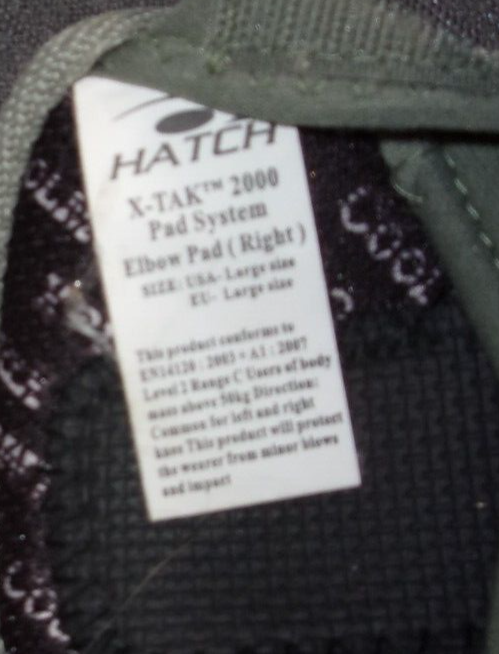 HATCH
X-TAK™ 2000
Pad System
Elbow Pad ( Right )
SIZE: USA- Large size
EU- Large size
This product conforms to
EN14120 : 2003 + A1 : 2007
Level 2 Range C Users of body
mass above 50kg Direction:
Common for left and right
knee This product will protect
the wearer from minor blows
and impact
COOL
COOL